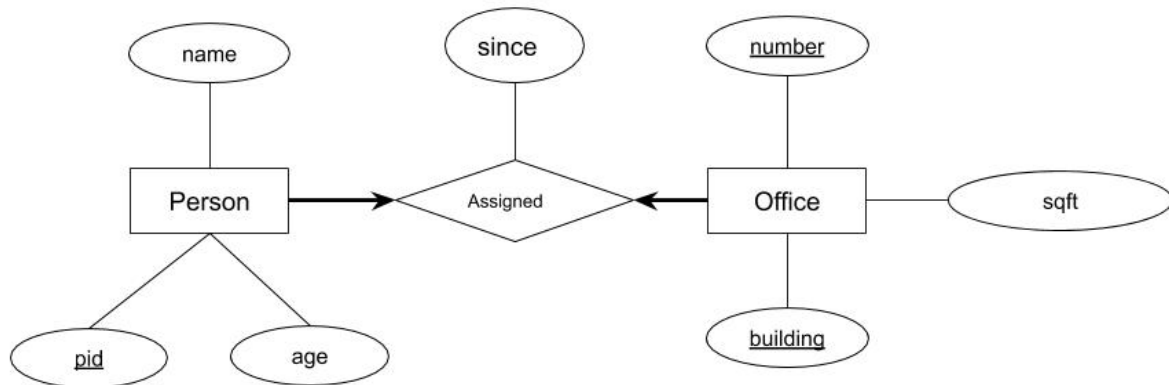 name
since
number
Person
Assigned
Office
sqft
pid
age
building